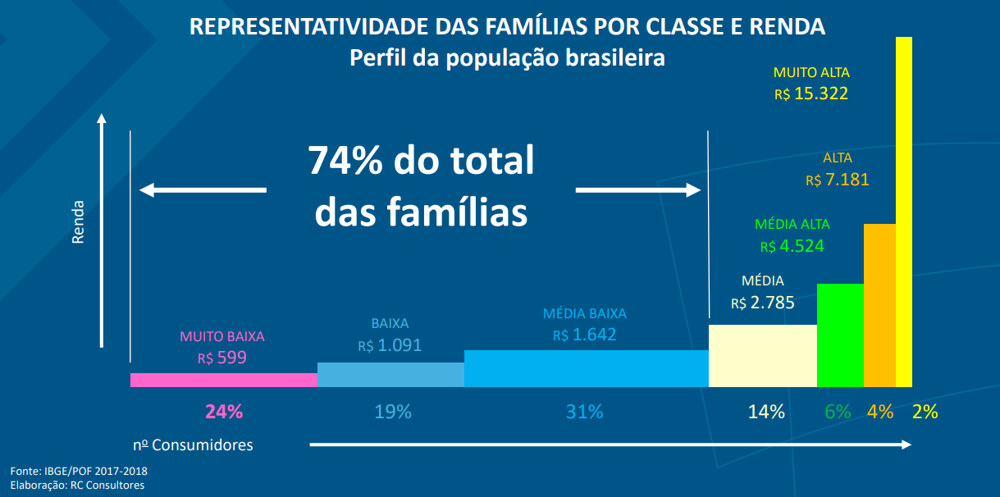 REPRESENTATIVIDADE DAS FAMÍLIAS POR CLASSE E RENDA
Perfil da população brasileira
MUITO ALTA
R$ 15.322
74% do total
das famílias
ALTA
R$ 7.181
Renda
MÉDIA ALTA
R$ 4.524
MÉDIA
R$ 2.785
MÉDIA BAIXA
R$ 1.642
BAIXA
R$ 1.091
MUITO BAIXA
R$ 599
24% 19% 31% 14% 6% 4% 2%
nº Consumidores
Fonte: IBGE/POF 2017-2018
Elaboração: RC Consultores